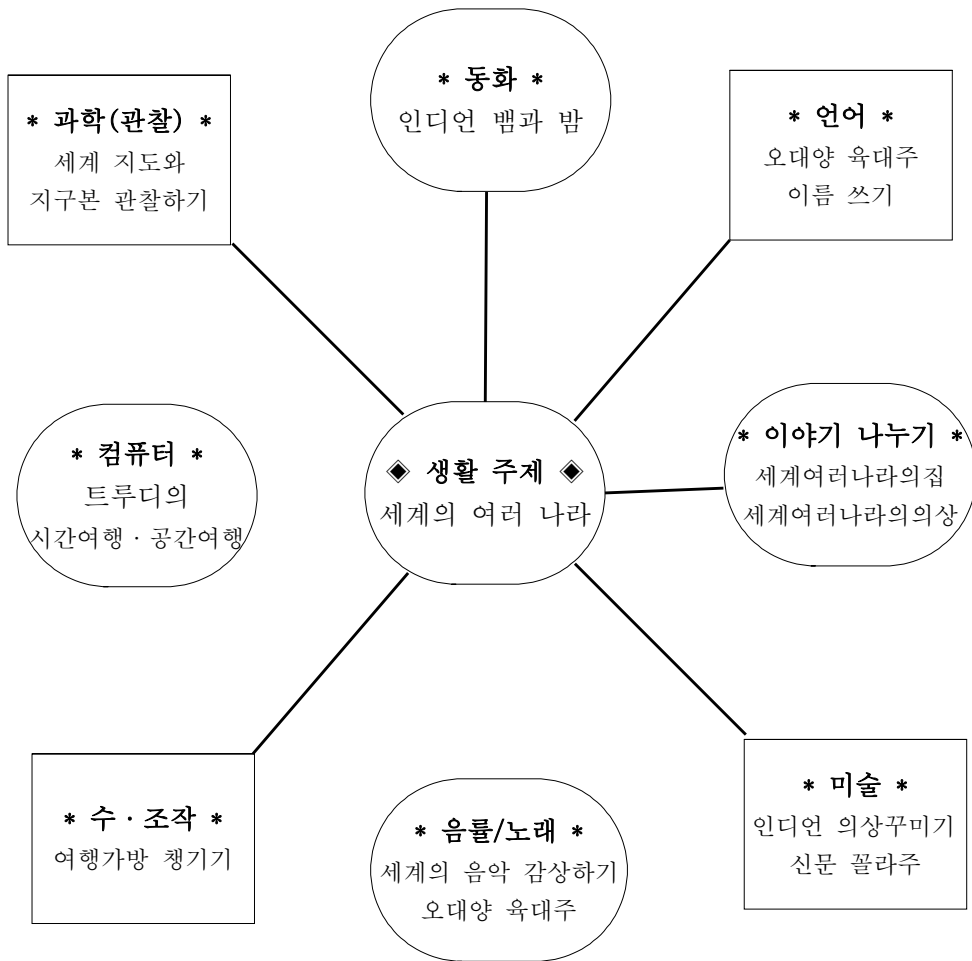 * 동화 *
인디언 뱀과 밤
* 과학(관찰) *
세계 지도와
지구본 관찰하기
* 언어 *
오대양 육대주
이름 쓰기
* 컴퓨터 *
트루디의
시간여행 · 공간여행
◈ 생활 주제 ◈
세계의 여러 나라
* 이야기 나누기 *
세계여러나라의집
세계여러나라의의상
* 수 · 조작 *
여행가방 챙기기
* 음률/노래 *
세계의 음악 감상하기
오대양 육대주
* 미술 *
인디언 의상꾸미기
신문 꼴라주